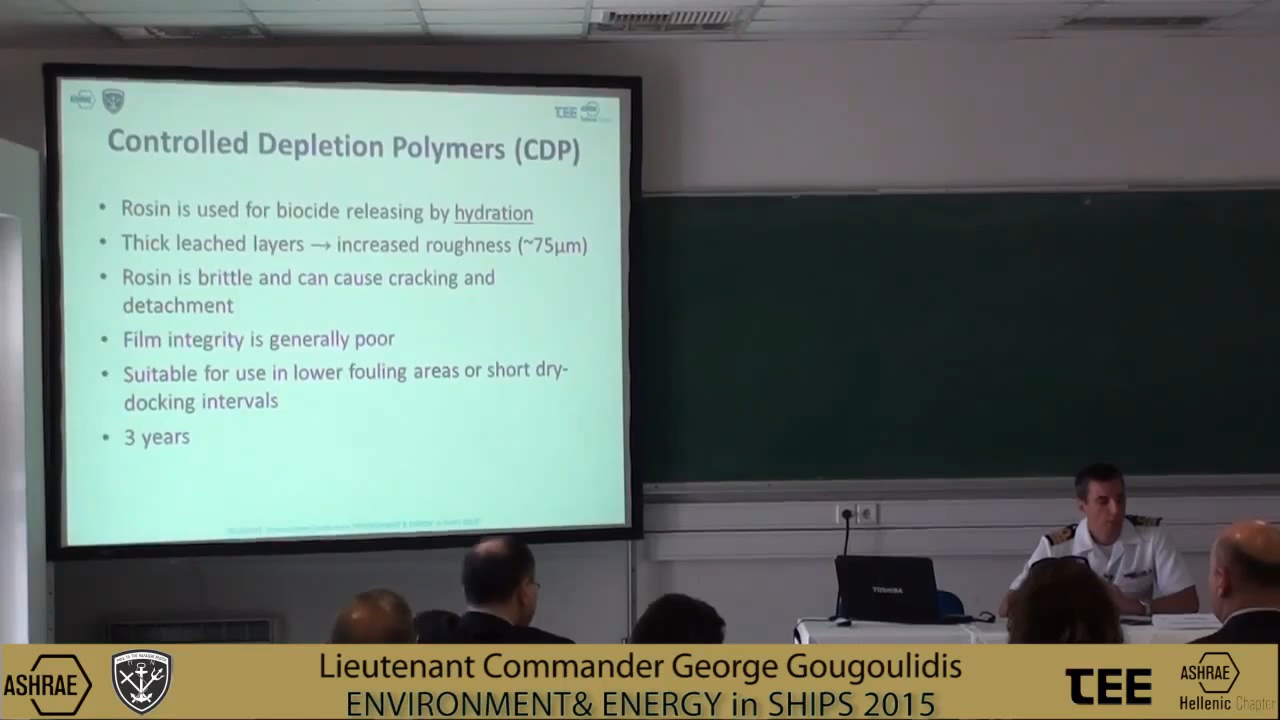 ASHRAE
TEE
Controlled Depletion Polymers (CDP)
• Rosin is used for biocide releasing by hydration
• Thick leached layers → increased roughness (~75μm)
• Rosin is brittle and can cause cracking and
detachment
• Film integrity is generally poor
• Suitable for use in lower fouling areas or short dry-
docking intervals
• 3 years
TOSHIBA
ASHRAE
Lieutenant Commander George Gougoulidis
ENVIRONMENT& ENERGY in SHIPS 2015
TEE
ASHRAE
Hellenic Chapter